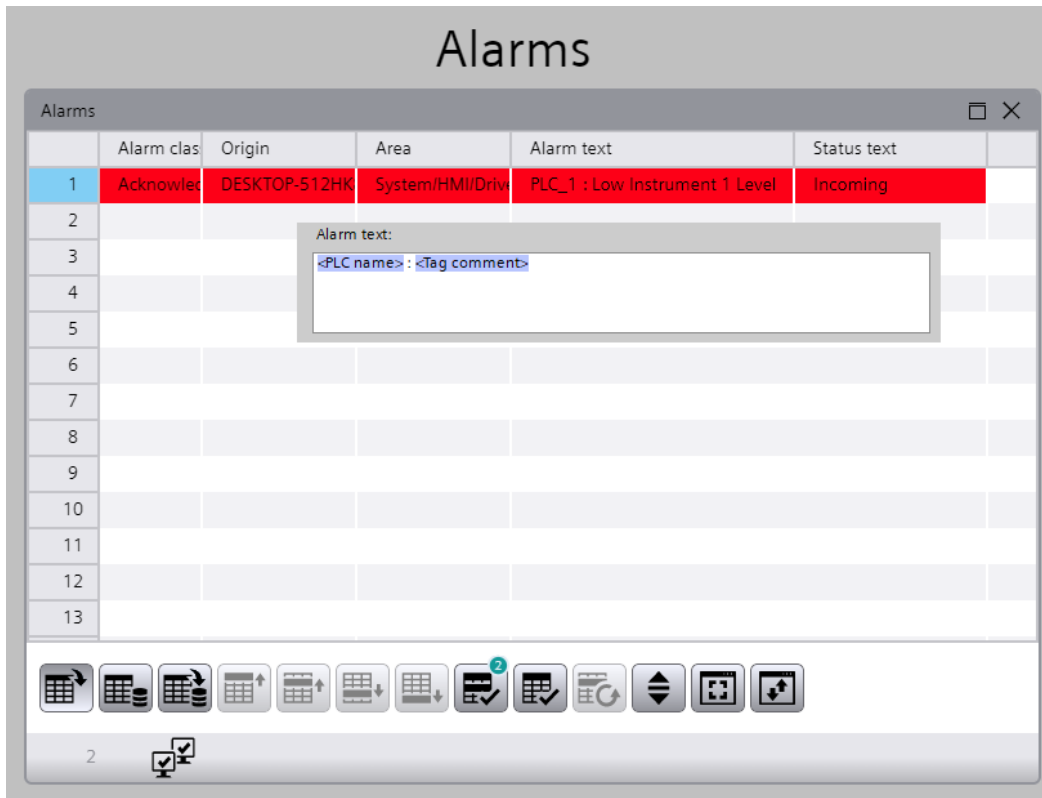 Alarms
Alarms
Alarm clas Origin Area Alarm text Status text
1 Acknowlec DESKTOP-512HK System/HMI/Drive PLC_1 : Low Instrument 1 Level Incoming
2
Alarm text:
3
<PLC name> : <Tag comment>
4
5
6
7
8
9
10
11
12
13
2
2